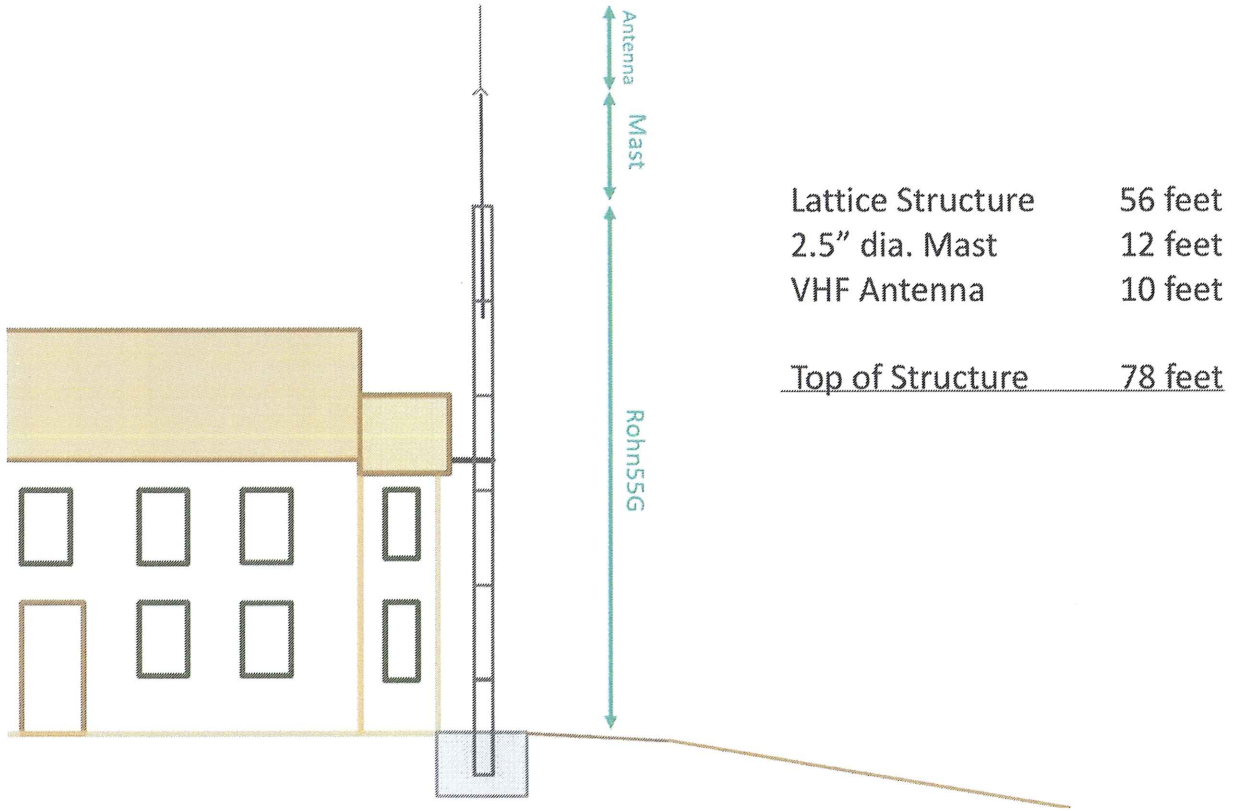 Antenna
Mast
Rohn55G
Lattice Structure 56 feet
2.5” dia. Mast 12 feet
VHF Antenna 10 feet
Top of Structure 78 feet